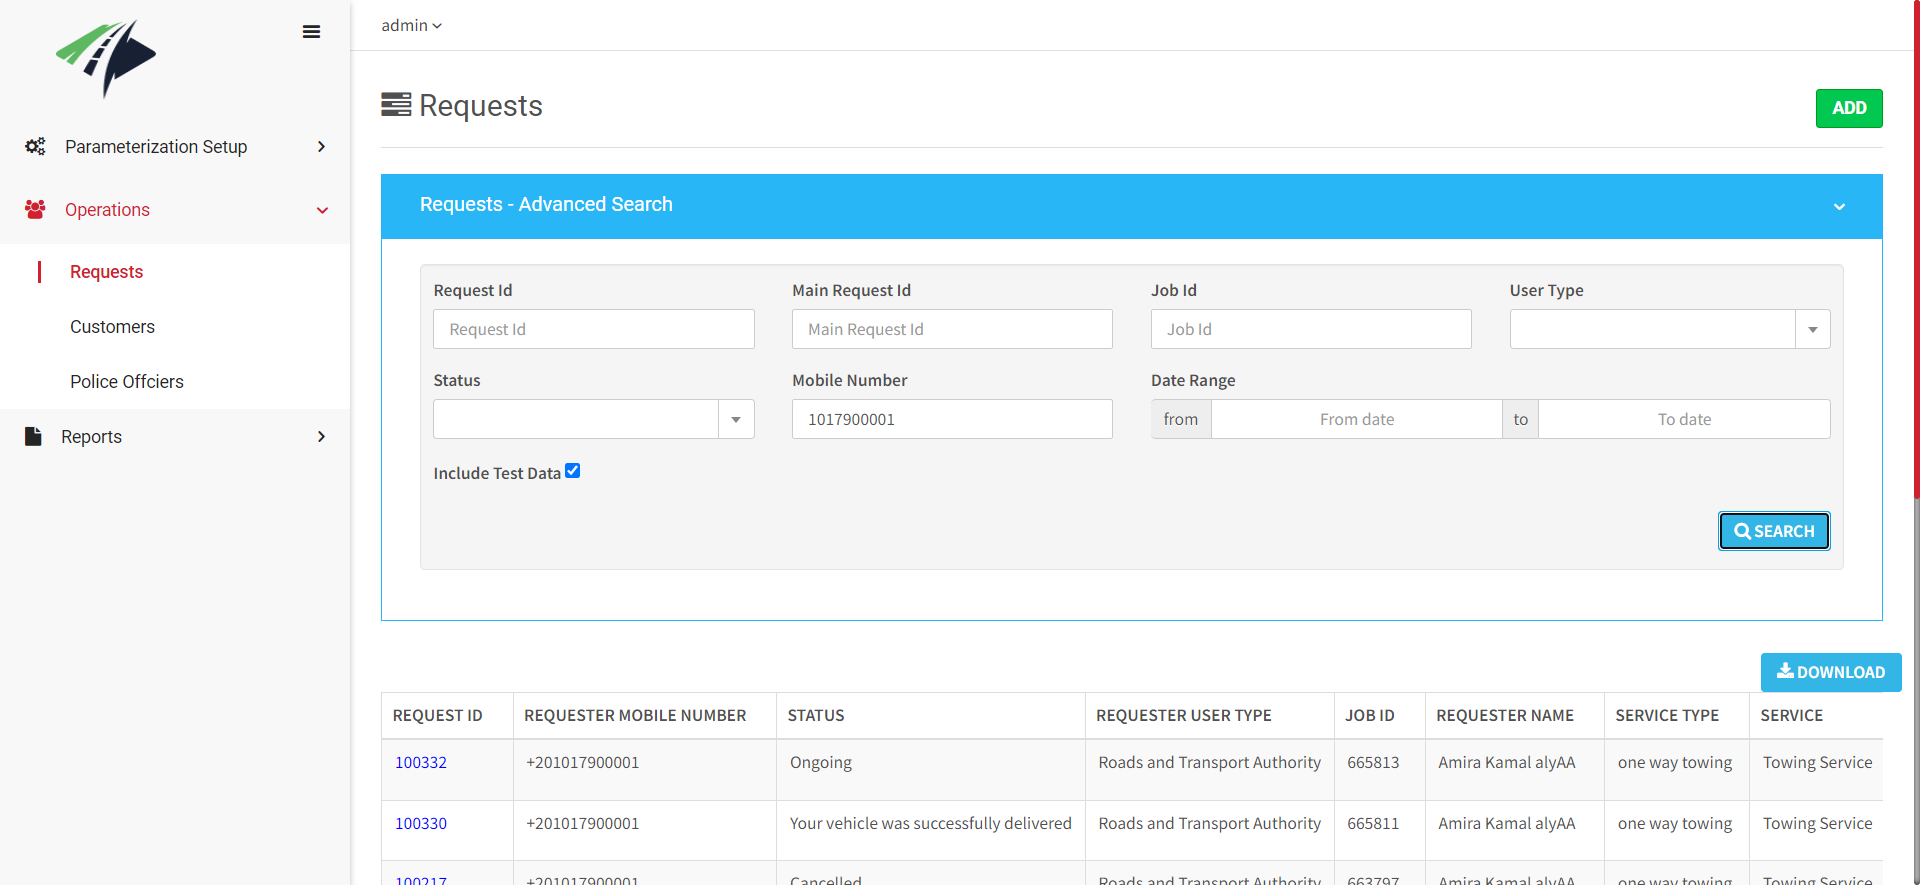 admin
Requests
ADD
Parameterization Setup
Operations
Requests
Customers
Police Offciers
Reports
Requests - Advanced Search
Request Id Main Request Id Job Id User Type
Request Id Main Request Id Job Id
Status Mobile Number Date Range
1017900001 from From date to To date
Include Test Data
SEARCH
DOWNLOAD
REQUEST ID REQUESTER MOBILE NUMBER STATUS REQUESTER USER TYPE JOB ID REQUESTER NAME SERVICE TYPE SERVICE
100332 +201017900001 Ongoing Roads and Transport Authority 665813 Amira Kamal alyAA one way towing Towing Service
100330 +201017900001 Your vehicle was successfully delivered Roads and Transport Authority 665811 Amira Kamal alyAA one way towing Towing Service
100217 +201017900001 Cancelled Roads and Transport Authority 663797 Amira Kamal alyAA one way towing Towing Service